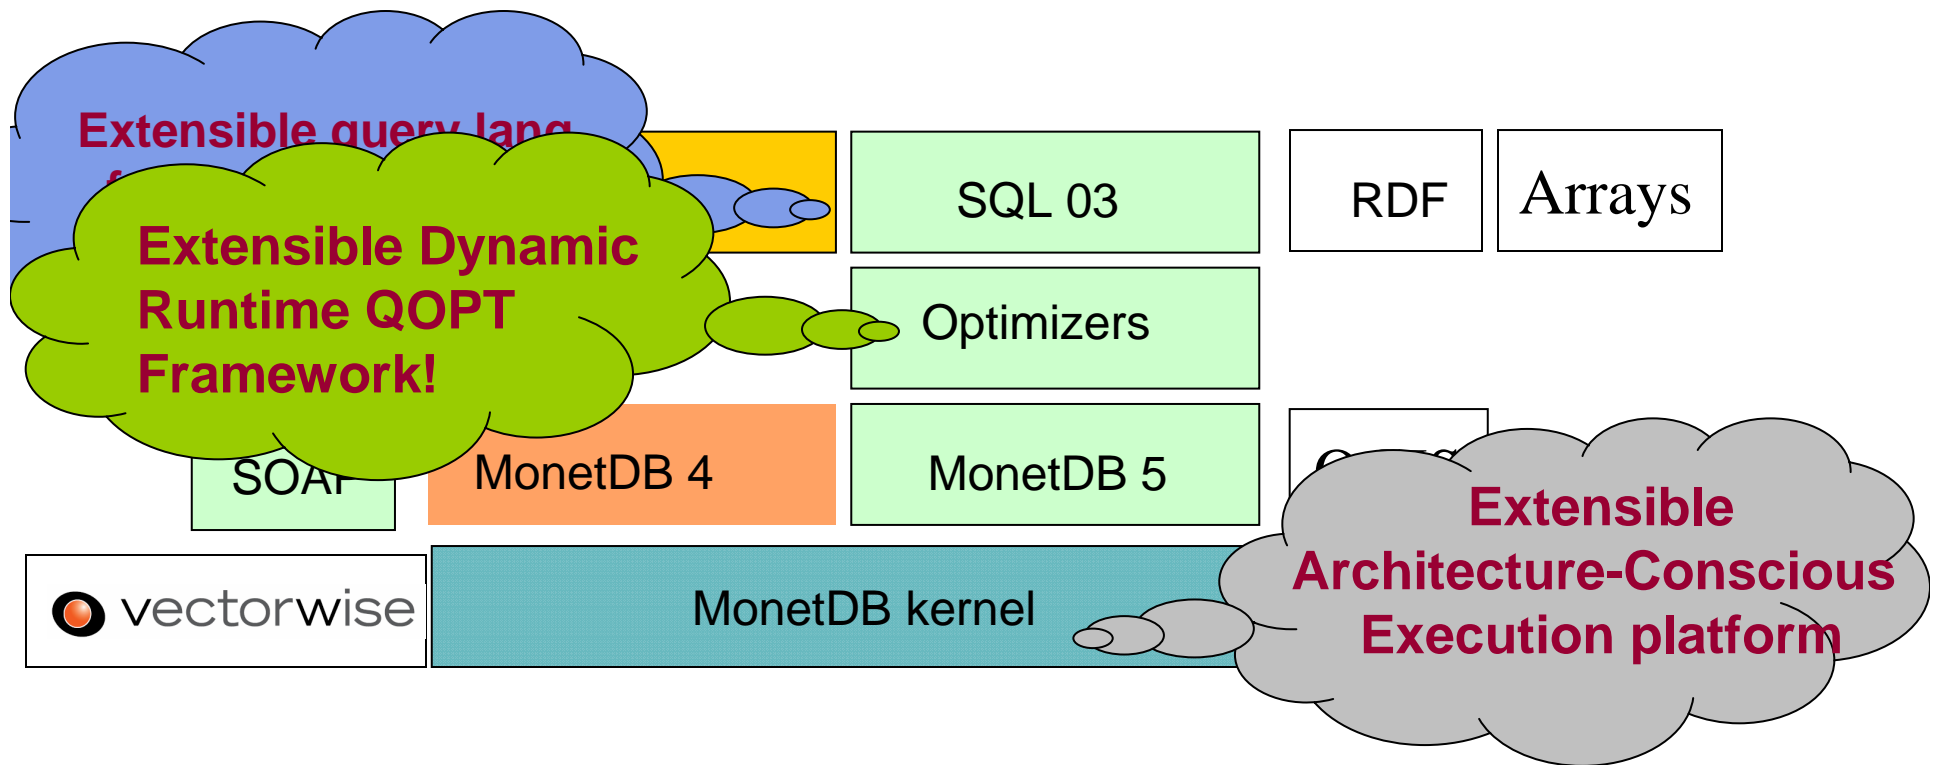 Extensible query lang
SQL 03
RDF
Arrays
Extensible Dynamic
Runtime QOPT
Framework!
Optimizers
SOAP
MonetDB 4
MonetDB 5
Extensible
Architecture-Conscious
Execution platform
vectorwise
MonetDB kernel